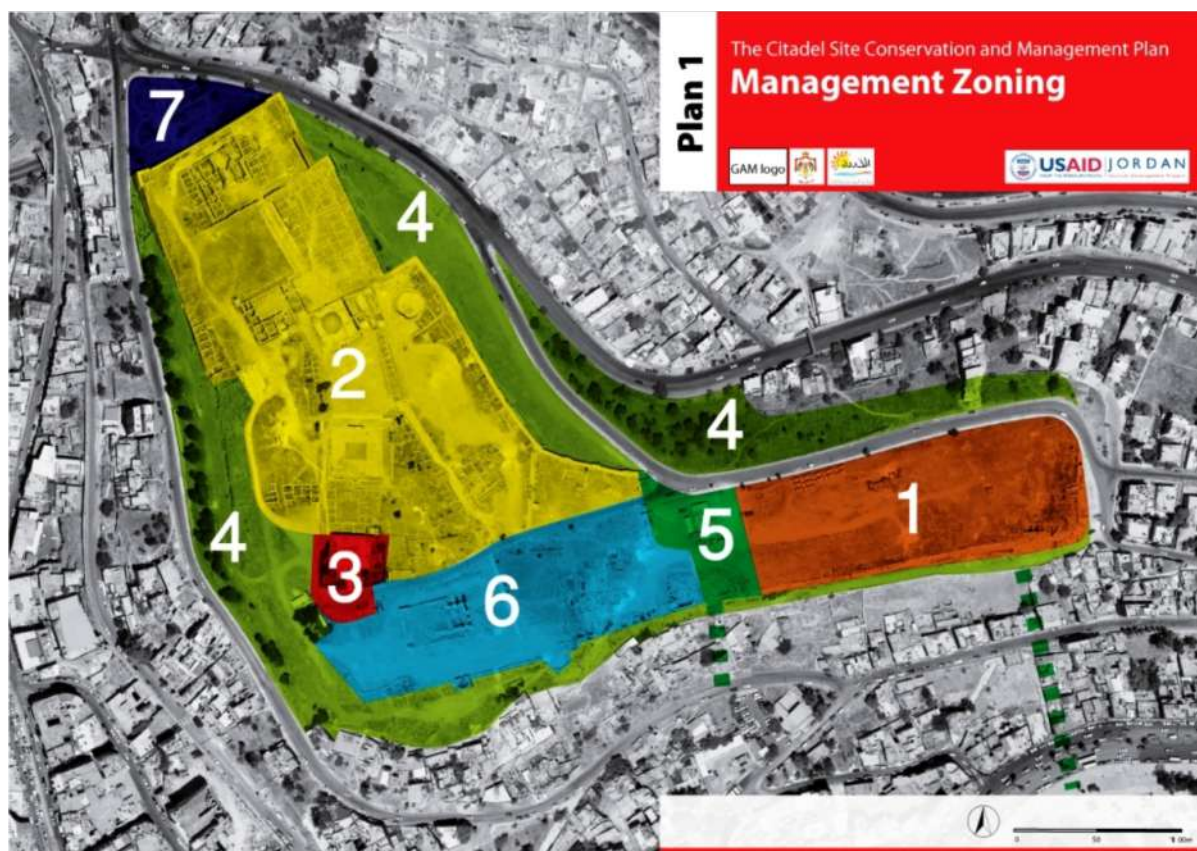 Plan 1
The Citadel Site Conservation and Management Plan
Management Zoning
GAM logo
USAID JORDAN
7
4
2
4
1
5
4
3
6
0
50
100m